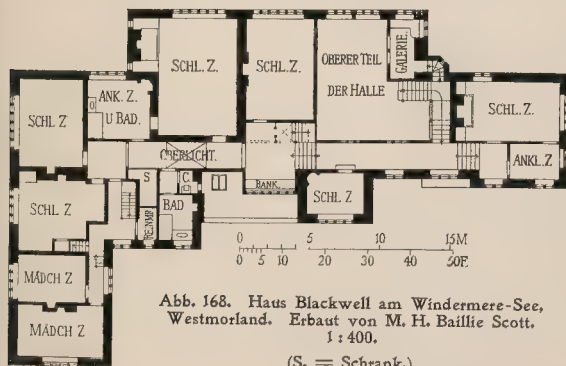 SCHL. Z.
SCHL. Z.
OBERER TEIL
DER HALLE
GALERIE.
SCHL Z
ANK. Z.
U BAD.
SCHL. Z.
OBERLICHT.
ANKL. Z
S
C.
BAD
BANK.
SCHL Z
SCHL Z
MÄDCH Z
MÄDCH Z
0 5 10 15M
0 5 10 20 30 40 50E
Abb. 168. Haus Blackwell am Windermere-See,
Westmorland. Erbaut von M. H. Baillie Scott.
1 : 400.
(S. = Schrank.)